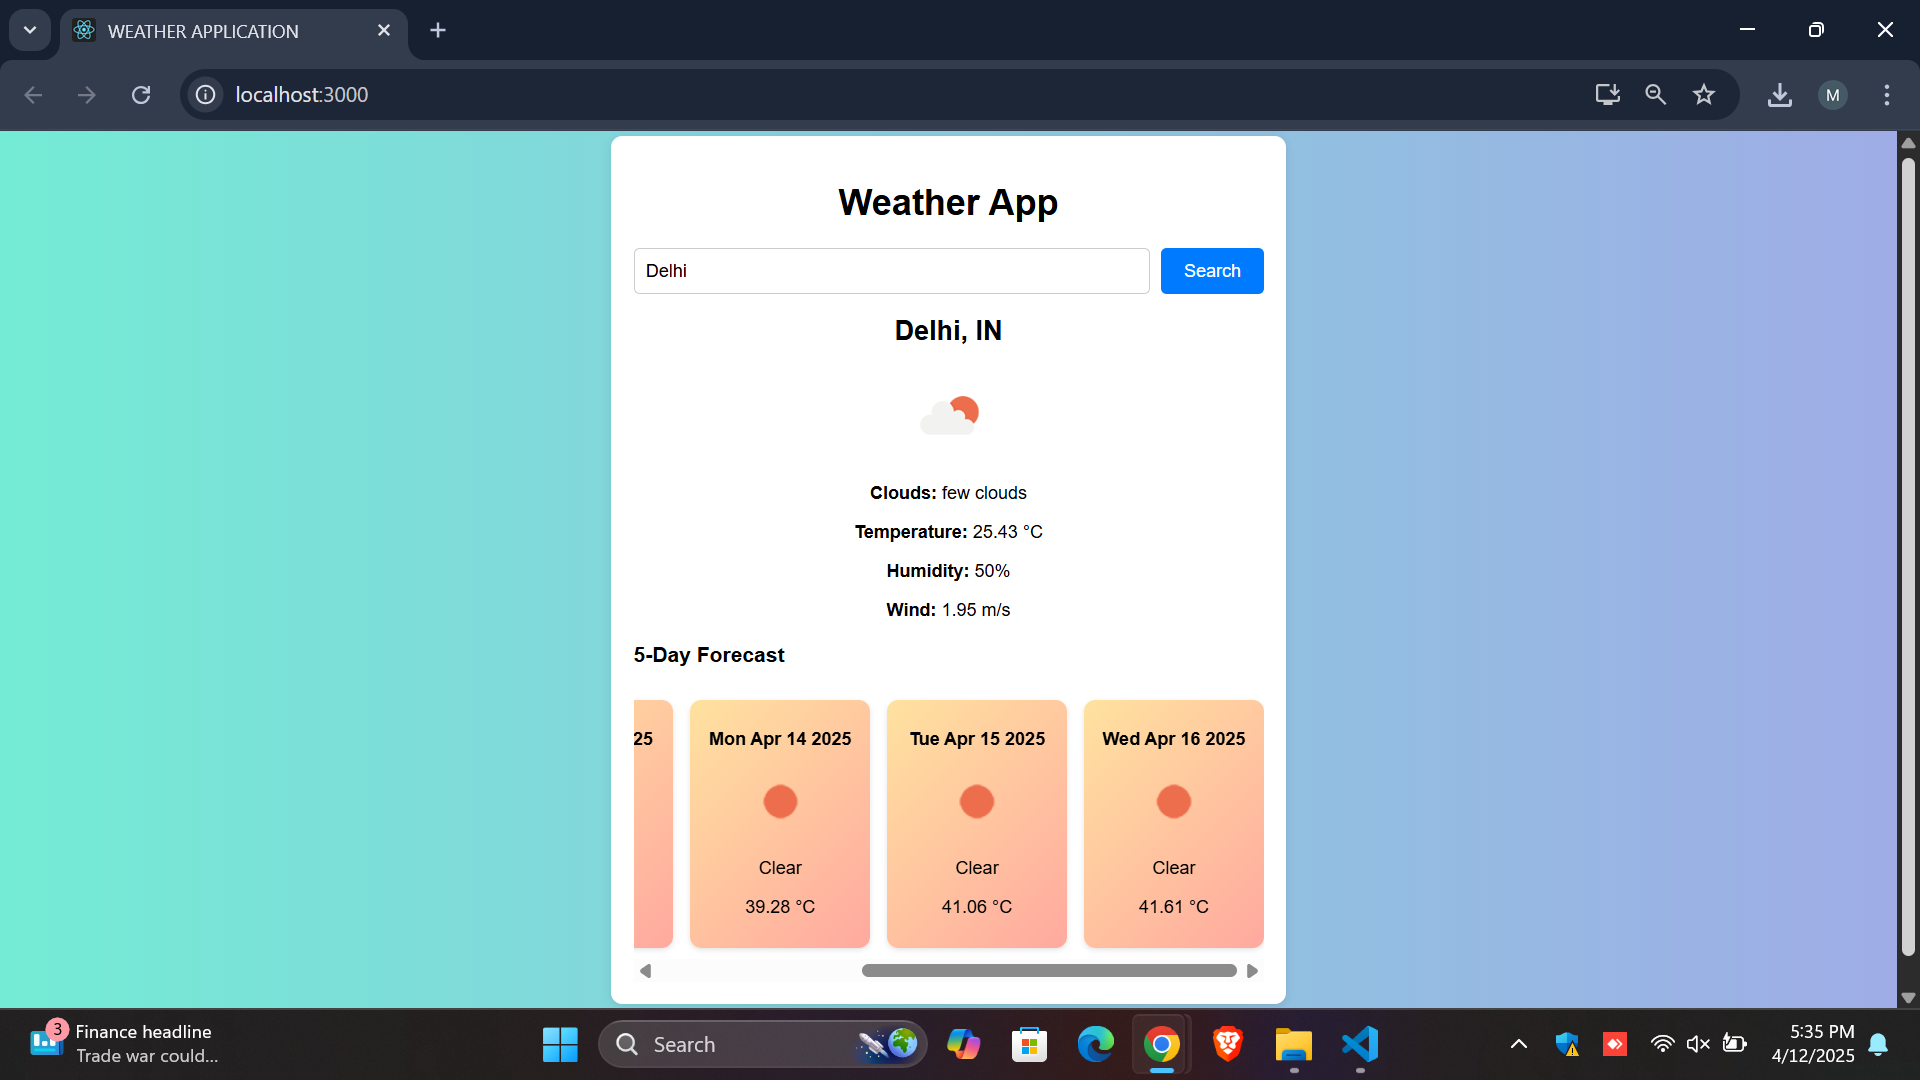 WEATHER APPLICATION
localhost:3000
M
Weather App
Delhi
Search
Delhi, IN
Clouds: few clouds
Temperature: 25.43 °C
Humidity: 50%
Wind: 1.95 m/s
5-Day Forecast
25
Mon Apr 14 2025
Clear
39.28 °C
Tue Apr 15 2025
Clear
41.06 °C
Wed Apr 16 2025
Clear
41.61 °C
3
Finance headline
Trade war could...
Search
5:35 PM
4/12/2025